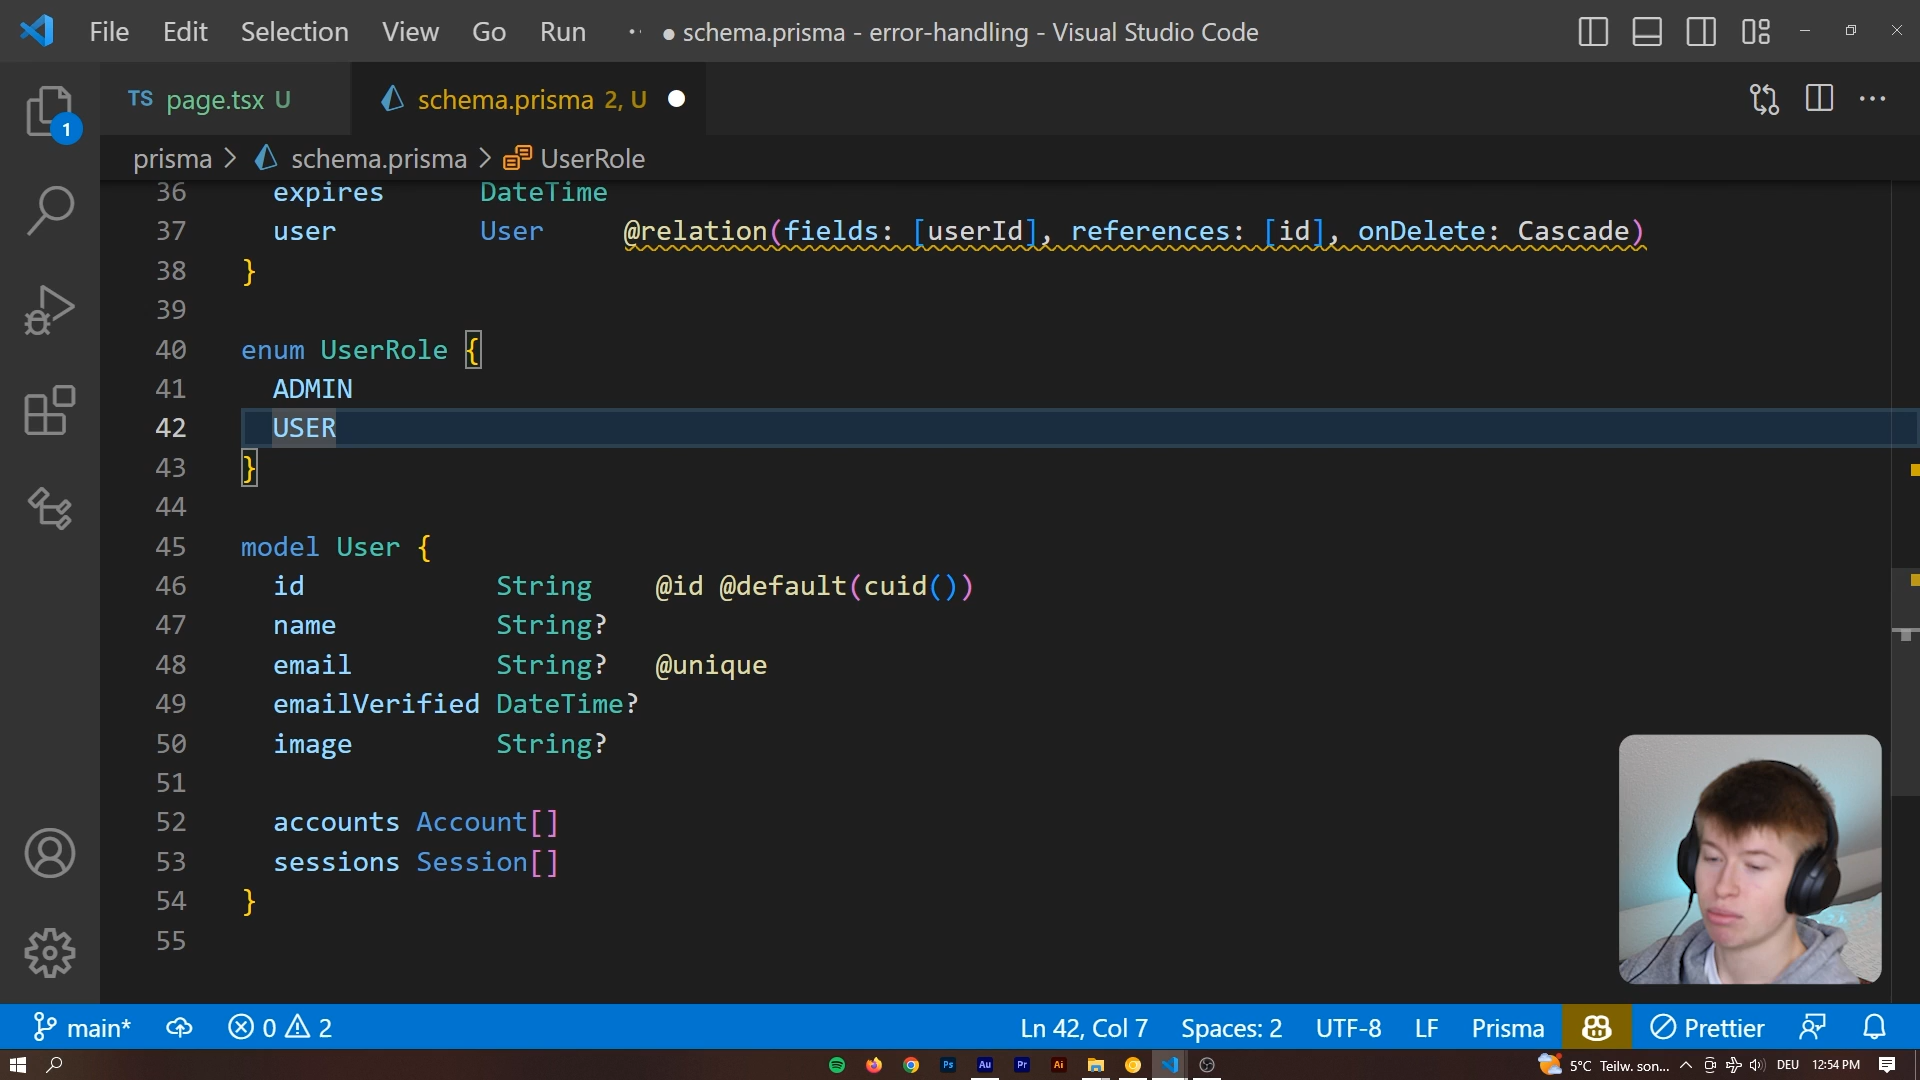 File Edit Selection View Go Run ·· ● schema.prisma - error-handling - Visual Studio Code
TS page.tsx U schema.prisma 2, U ●
1
prisma > schema.prisma > UserRole
36 expires DateTime
37 user User @relation(fields: [userId], references: [id], onDelete: Cascade)
38 }
39
40 enum UserRole {
41 ADMIN
42 USER
43 }
44
45 model User {
46 id String @id @default(cuid())
47 name String?
48 email String? @unique
49 emailVerified DateTime?
50 image String?
51
52 accounts Account[]
53 sessions Session[]
54 }
55
main* 0 2 Ln 42, Col 7 Spaces: 2 UTF-8 LF Prisma Prettier
Ps Au Pr Ai 5°C Teilw. son... DEU 12:54 PM